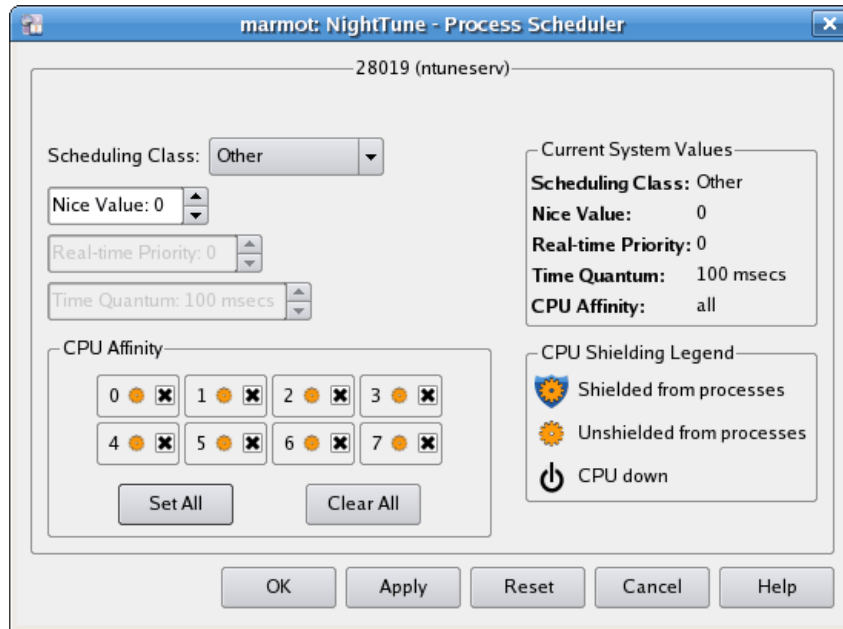 marmot: NightTune - Process Scheduler
28019 (ntuneserv)
Scheduling Class: Other
Nice Value: 0
Real-time Priority: 0
Time Quantum: 100 msecs
Current System Values
Scheduling Class: Other
Nice Value: 0
Real-time Priority: 0
Time Quantum: 100 msecs
CPU Affinity: all
CPU Affinity
0 1 2 3
4 5 6 7
Set All Clear All
CPU Shielding Legend
Shielded from processes
Unshielded from processes
CPU down
OK Apply Reset Cancel Help